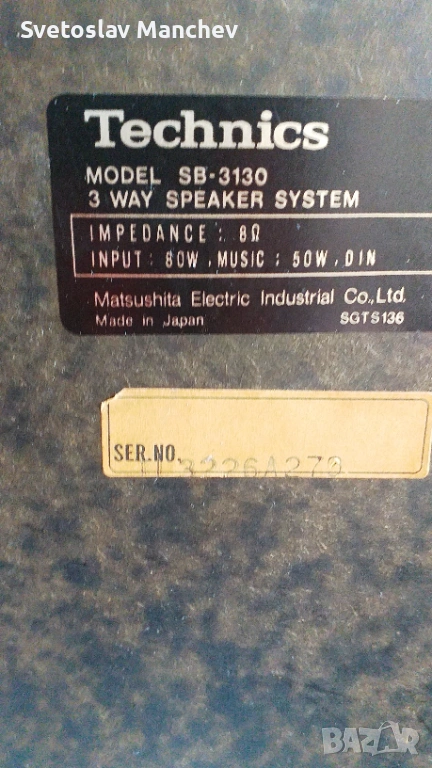 Svetoslav Manchev
Technics
MODEL SB-3130
3 WAY SPEAKER SYSTEM
IMPEDANCE : 8Ω
INPUT : 80W , MUSIC ; 50W , DIN
Matsushita Electric Industrial Co.,Ltd.
Made in Japan SGTS136
SER.NO.
BAZAR